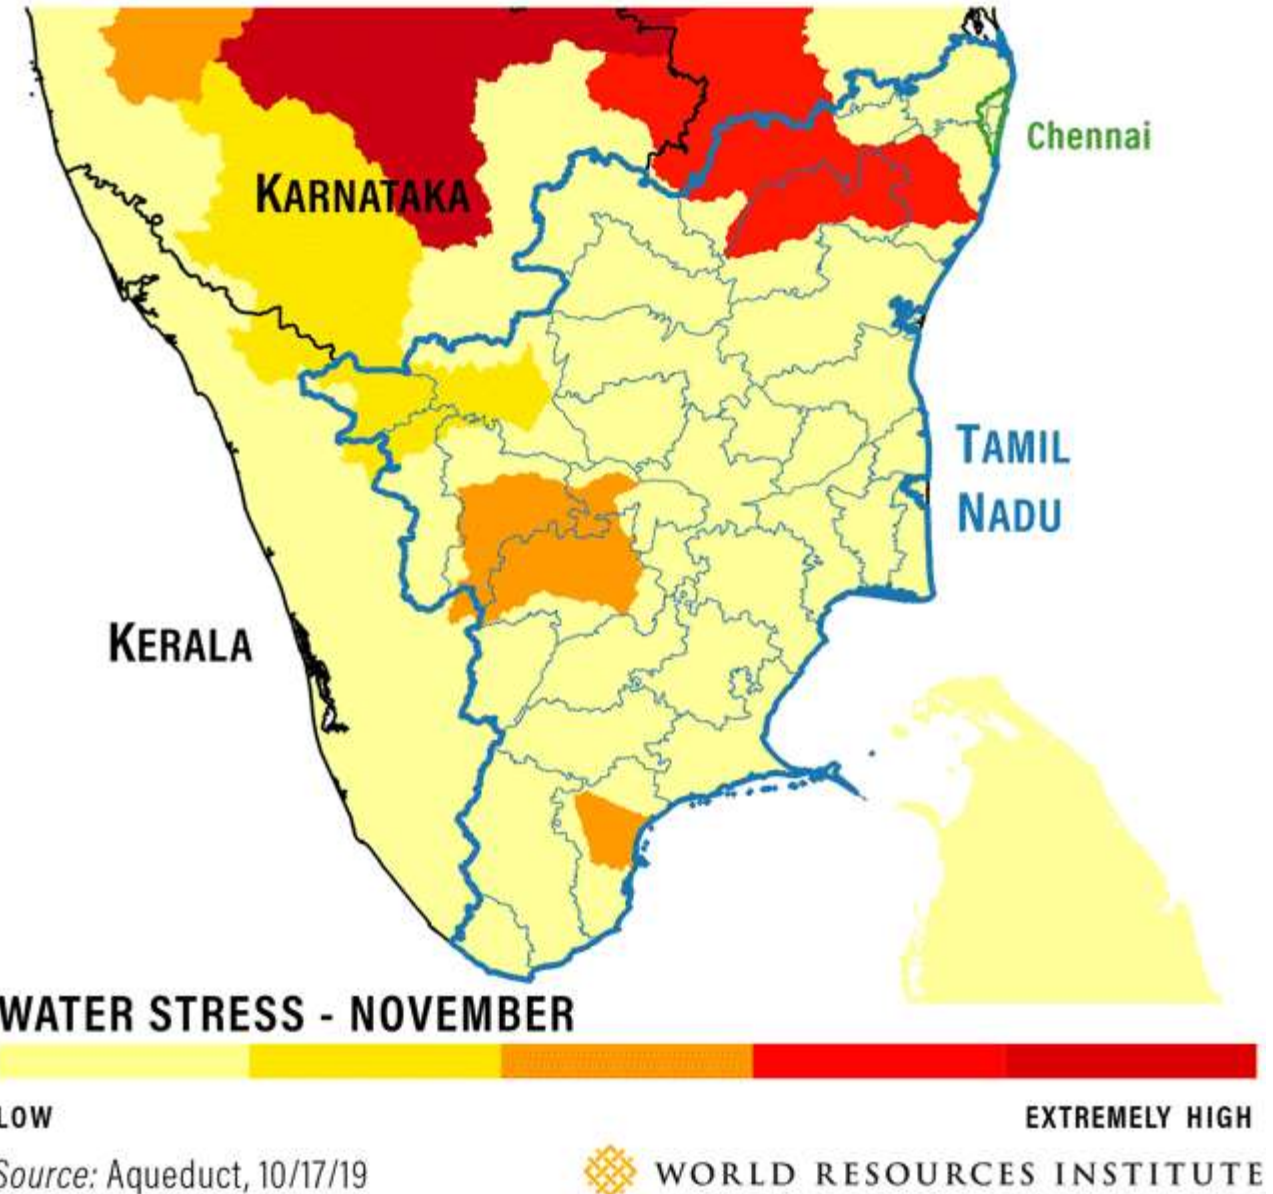 Chennai
KARNATAKA
TAMIL
NADU
KERALA
WATER STRESS - NOVEMBER
LOW
EXTREMELY HIGH
Source: Aqueduct, 10/17/19
WORLD RESOURCES INSTITUTE